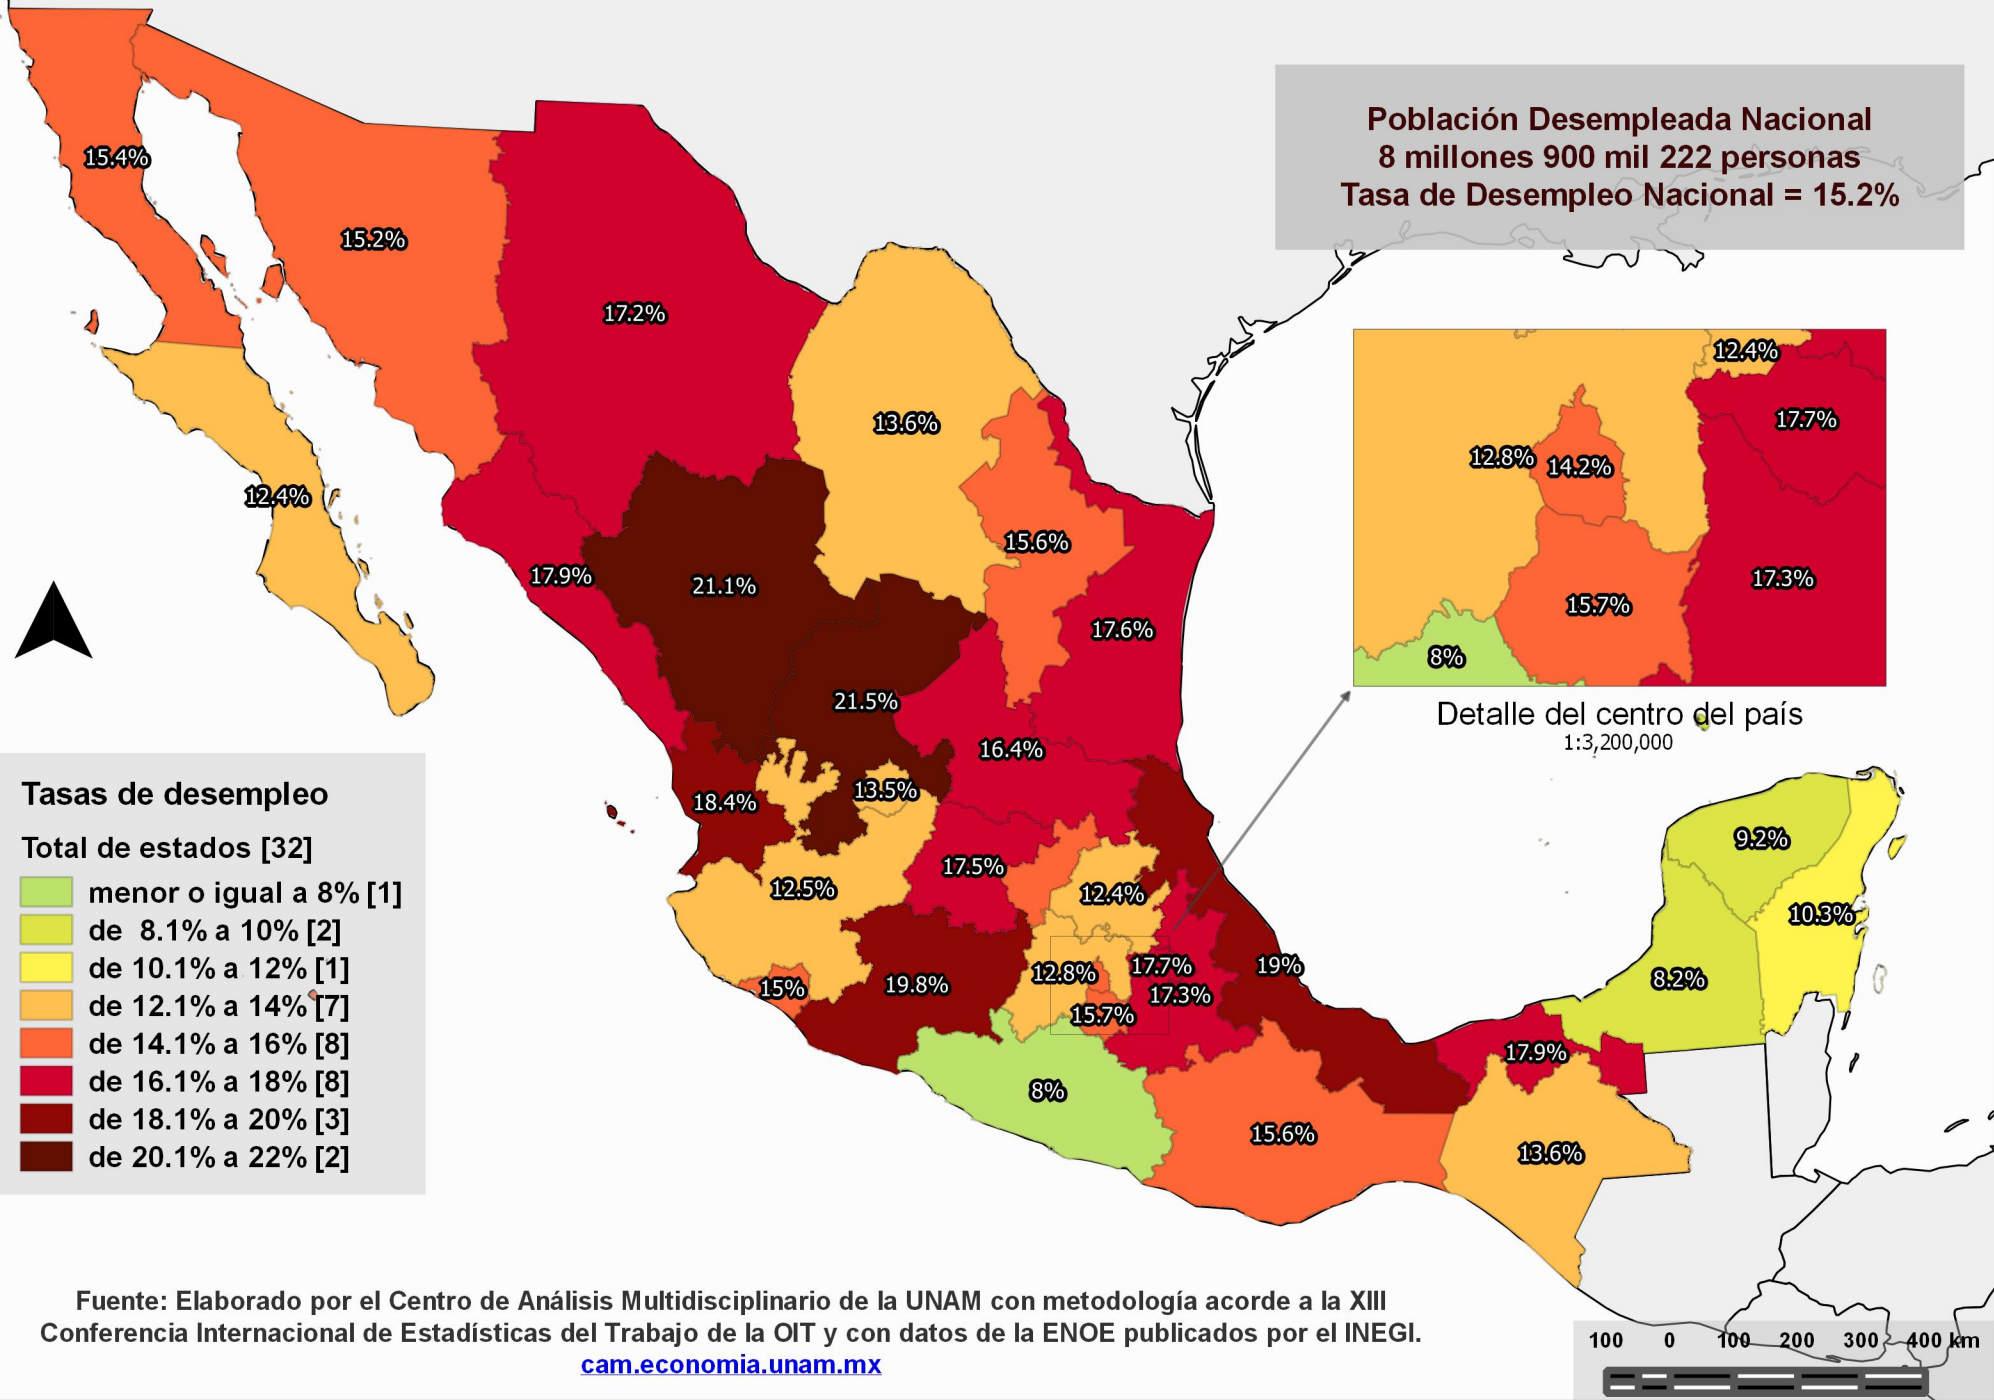 Población Desempleada Nacional
8 millones 900 mil 222 personas
Tasa de Desempleo Nacional = 15.2%
15.4%
15.2%
17.2%
13.6%
12.4%
15.6%
17.9%
21.1%
17.6%
21.5%
16.4%
18.4%
13.5%
12.5%
17.5%
12.4%
19.8%
15%
12.8%
17.7%
17.3%
15.7%
19%
8%
15.6%
17.9%
13.6%
8.2%
9.2%
10.3%
12.4%
17.7%
12.8%
14.2%
17.3%
15.7%
8%
Detalle del centro del país
1:3,200,000
Tasas de desempleo
Total de estados [32]
menor o igual a 8% [1]
de 8.1% a 10% [2]
de 10.1% a 12% [1]
de 12.1% a 14% [7]
de 14.1% a 16% [8]
de 16.1% a 18% [8]
de 18.1% a 20% [3]
de 20.1% a 22% [2]
Fuente: Elaborado por el Centro de Análisis Multidisciplinario de la UNAM con metodología acorde a la XIII
Conferencia Internacional de Estadísticas del Trabajo de la OIT y con datos de la ENOE publicados por el INEGI.
cam.economia.unam.mx
100 0 100 200 300 400 km